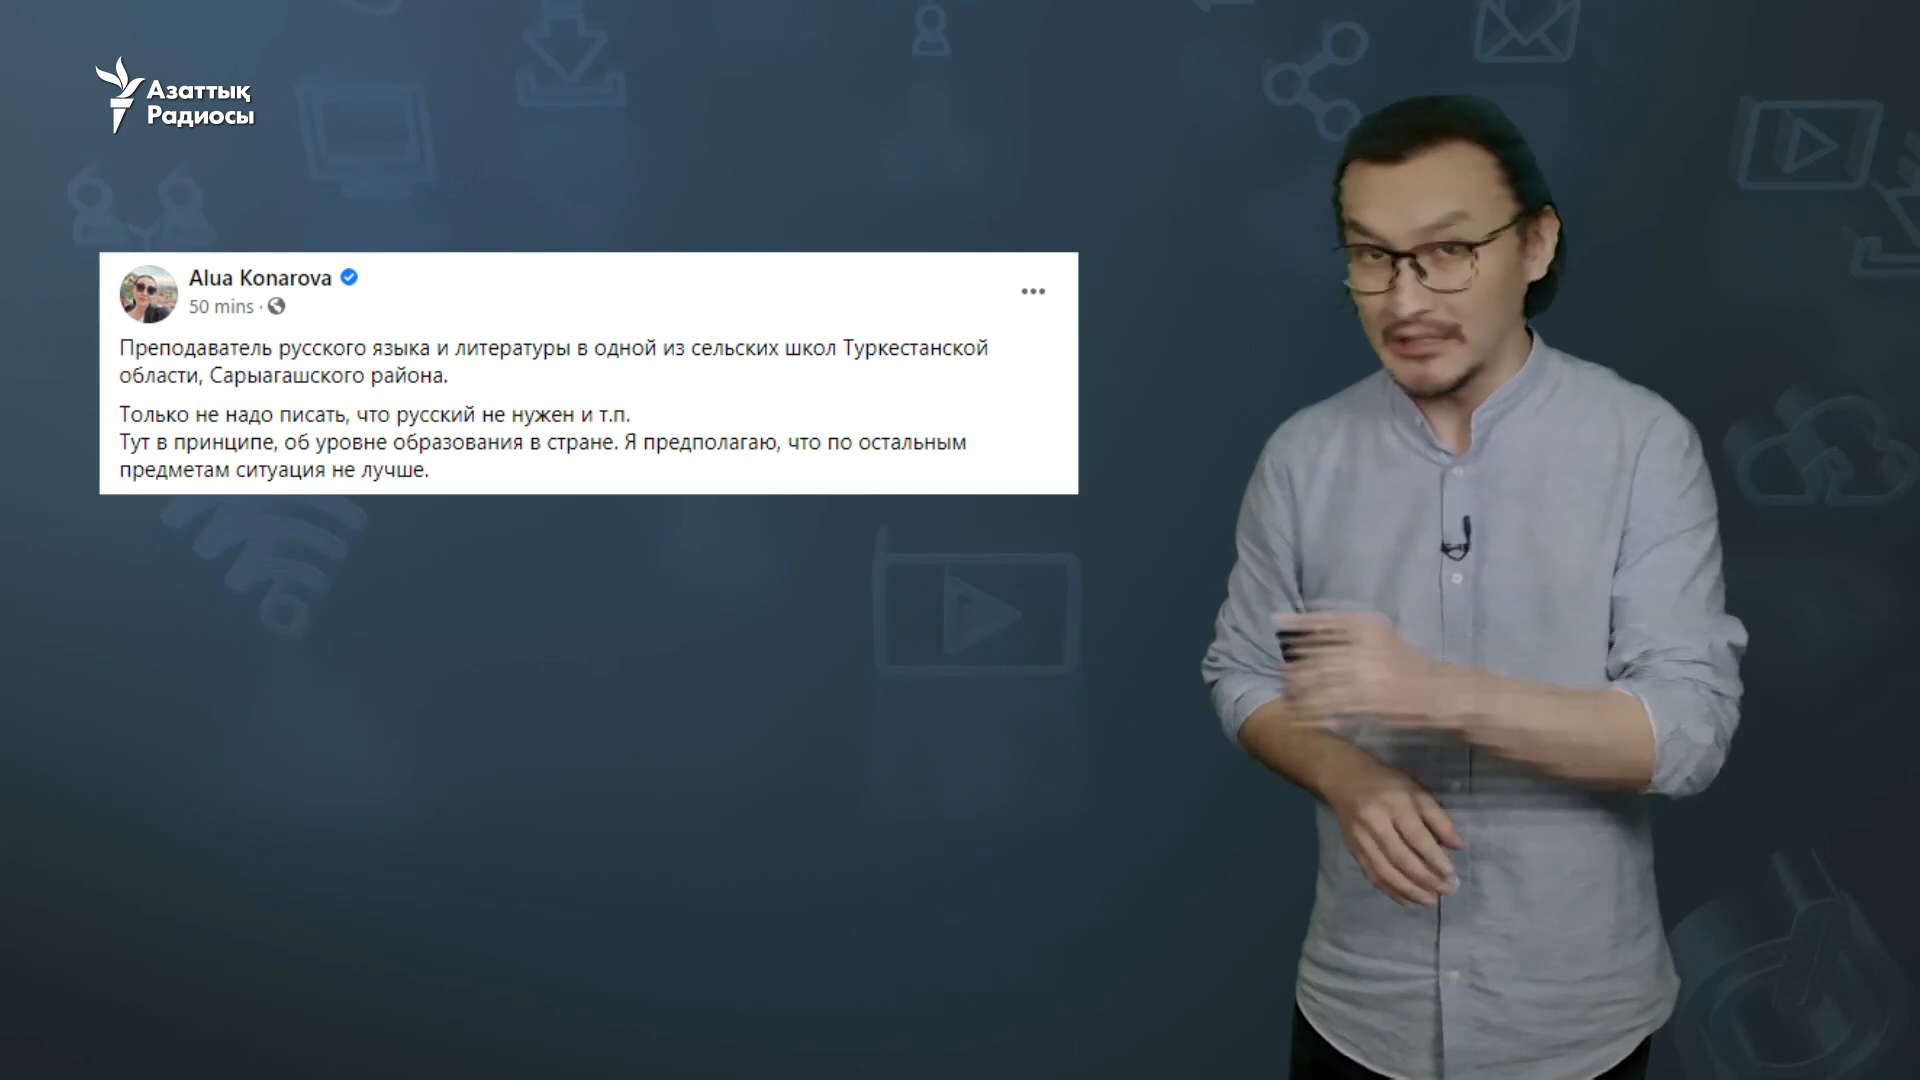 Азаттық
Радиосы
Alua Konarova
50 mins ·
Преподаватель русского языка и литературы в одной из сельских школ Туркестанской
области, Сарыагашского района.
Только не надо писать, что русский не нужен и т.п.
Тут в принципе, об уровне образования в стране. Я предполагаю, что по остальным
предметам ситуация не лучше.